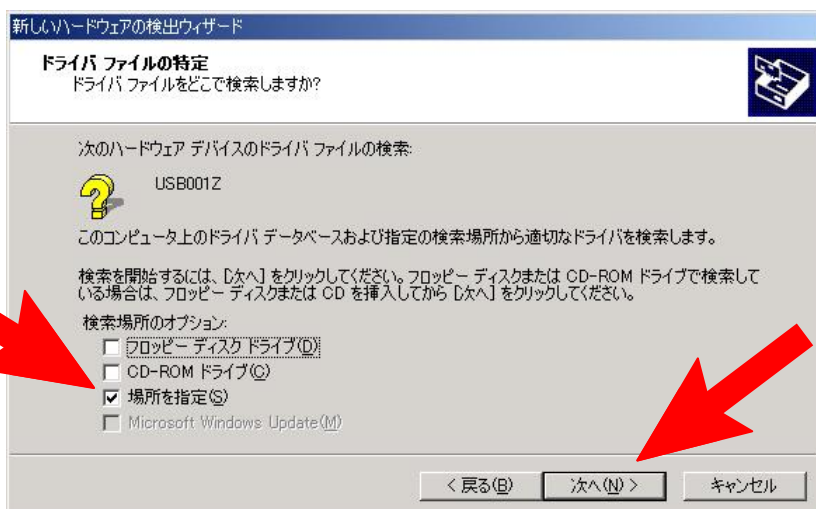 新しいハードウェアの検出ウィザード
ドライバ ファイルの特定
ドライバ ファイルをどこで検索しますか?
次のハードウェア デバイスのドライバ ファイルの検索:
USB001Z
このコンピュータ上のドライバ データベースおよび指定の検索場所から適切なドライバを検索します。
検索を開始するには、[次へ] をクリックしてください。フロッピー ディスクまたは CD-ROM ドライブで検索して
いる場合は、フロッピー ディスクまたは CD を挿入してから [次へ] をクリックしてください。
検索場所のオプション:
フロッピー ディスク ドライブ(D)
CD-ROM ドライブ(C)
場所を指定(S)
Microsoft Windows Update(M)
< 戻る(B) 次へ(N) > キャンセル